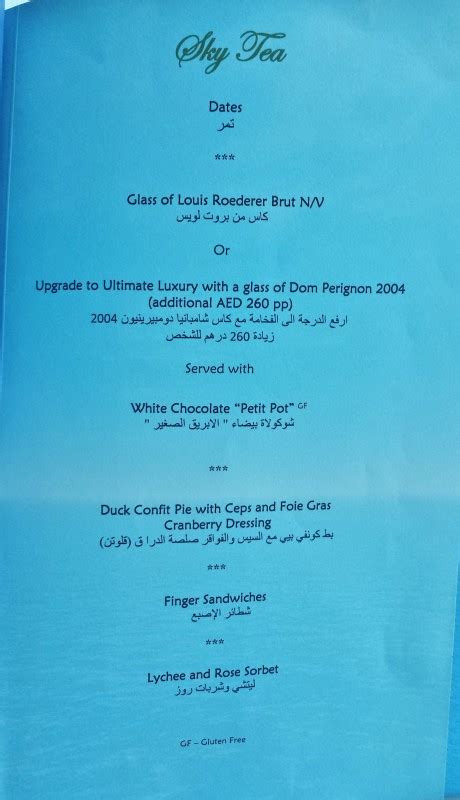 Sky Tea
Dates
تمر
***
Glass of Louis Roederer Brut N/V
كاس من بروت لويس
Or
Upgrade to Ultimate Luxury with a glass of Dom Perignon 2004
(additional AED 260 pp)
ارفع الدرجة الى الفخامة مع كاس شامبانيا دومبيرينيون 2004
زيادة 260 درهم للشخص
Served with
White Chocolate "Petit Pot" GF
شوكولاة بيضاء " الابريق الصغير "
***
Duck Confit Pie with Ceps and Foie Gras
Cranberry Dressing
بط كونفي بيي مع السيس والفواقر صلصة الدرا ق (قلوتن)
***
Finger Sandwiches
شطائر الإصبع
***
Lychee and Rose Sorbet
ليتشي وشربات روز
GF – Gluten Free